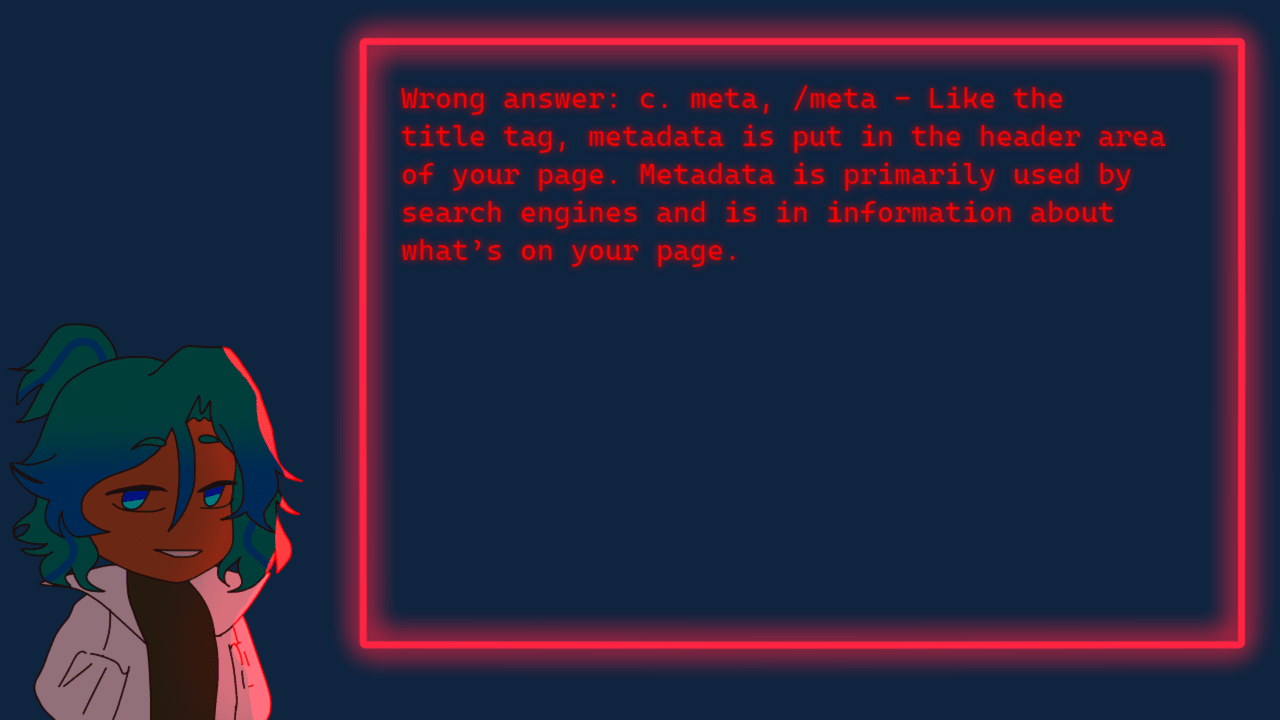 Wrong answer: c. meta, /meta – Like the
title tag, metadata is put in the header area
of your page. Metadata is primarily used by
search engines and is in information about
what’s on your page.